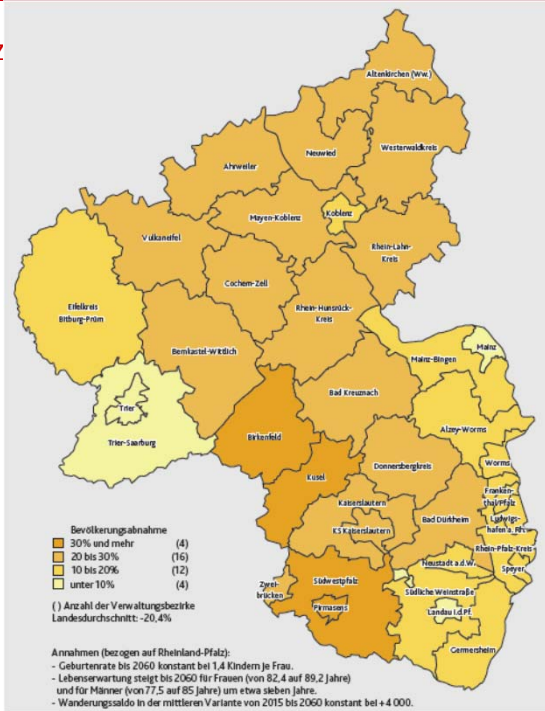 Altenkirchen (Ww.)
Neuwied
Westerwaldkreis
Ahrweiler
Mayen-Koblenz
Koblenz
Vulkaneifel
Rhein-Lahn-
Kreis
Cochem-Zell
Rhein-Hunsrück-
Kreis
Eifelkreis
Bitburg-Prüm
Bernkastel-Wittlich
Mainz
Mainz-Bingen
Bad Kreuznach
Trier
Trier-Saarburg
Birkenfeld
Alzey-Worms
Worms
Donnersbergkreis
Kusel
Franken-
thal/Pfalz
Ludwigs-
hafen a. Rh.
Kaiserslautern
KS Kaiserslautern
Bad Dürkheim
Rhein-Pfalz-Kreis
Neustadt a.d.W.
Speyer
Zwei-
brücken
Südwestpfalz
Pirmasens
Südliche Weinstraße
Landau i.d.Pf.
Germersheim
Bevölkerungsabnahme
30% und mehr (4)
20 bis 30% (16)
10 bis 20% (12)
unter 10% (4)
( ) Anzahl der Verwaltungsbezirke
Landesdurchschnitt: -20,4%
Annahmen (bezogen auf Rheinland-Pfalz):
- Geburtenrate bis 2060 konstant bei 1,4 Kindern je Frau.
- Lebenserwartung steigt bis 2060 für Frauen (von 82,4 auf 89,2 Jahre)
und für Männer (von 77,5 auf 85 Jahre) um etwa sieben Jahre.
- Wanderungssaldo in der mittleren Variante von 2015 bis 2060 konstant bei +4 000.